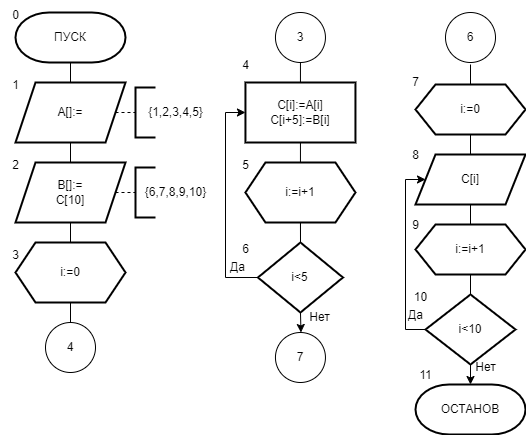 0
ПУСК
1
A[]:=
{1,2,3,4,5}
2
B[]:=
C[10]
{6,7,8,9,10}
3
i:=0
4
3
4
C[i]:=A[i]
C[i+5]:=B[i]
5
i:=i+1
6
Да
i<5
Нет
7
6
7
i:=0
8
C[i]
9
i:=i+1
10
Да
i<10
Нет
11
ОСТАНОВ